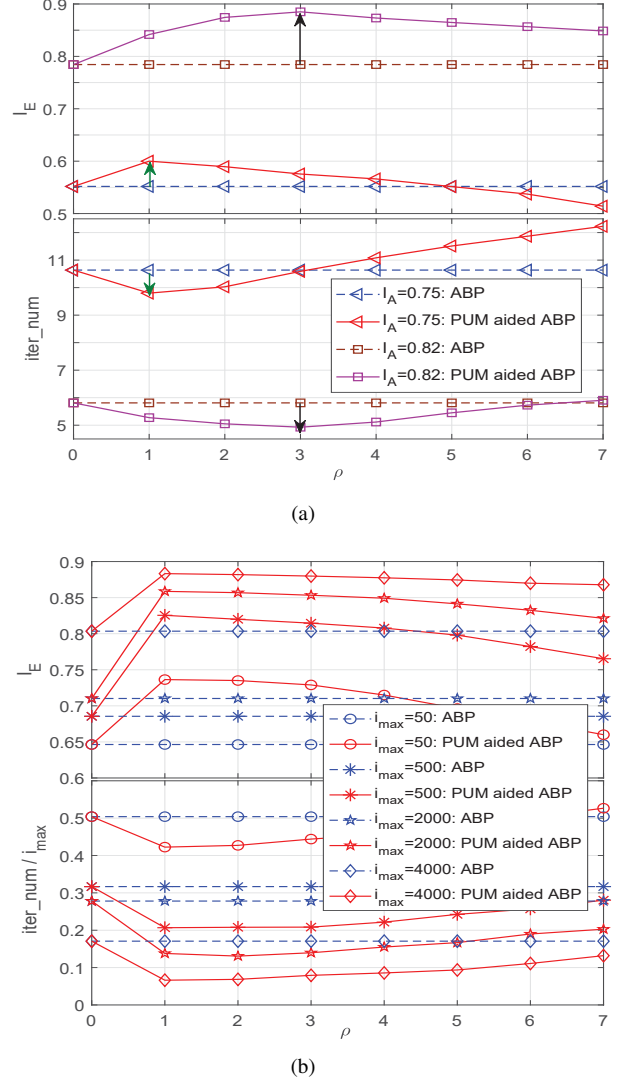 0.9
0.8
0.6
0.5
I_E
11
9
7
5
iter_num
I_A=0.75: ABP
I_A=0.75: PUM aided ABP
I_A=0.82: ABP
I_A=0.82: PUM aided ABP
0 1 2 3 4 5 6 7
ρ
(a)
0.9
0.85
0.8
0.75
0.7
0.65
0.6
I_E
i_max=50: ABP
i_max=50: PUM aided ABP
i_max=500: ABP
i_max=500: PUM aided ABP
i_max=2000: ABP
i_max=2000: PUM aided ABP
i_max=4000: ABP
i_max=4000: PUM aided ABP
0.5
0.4
0.3
0.2
0.1
0
iter_num / i_max
0 1 2 3 4 5 6 7
ρ
(b)